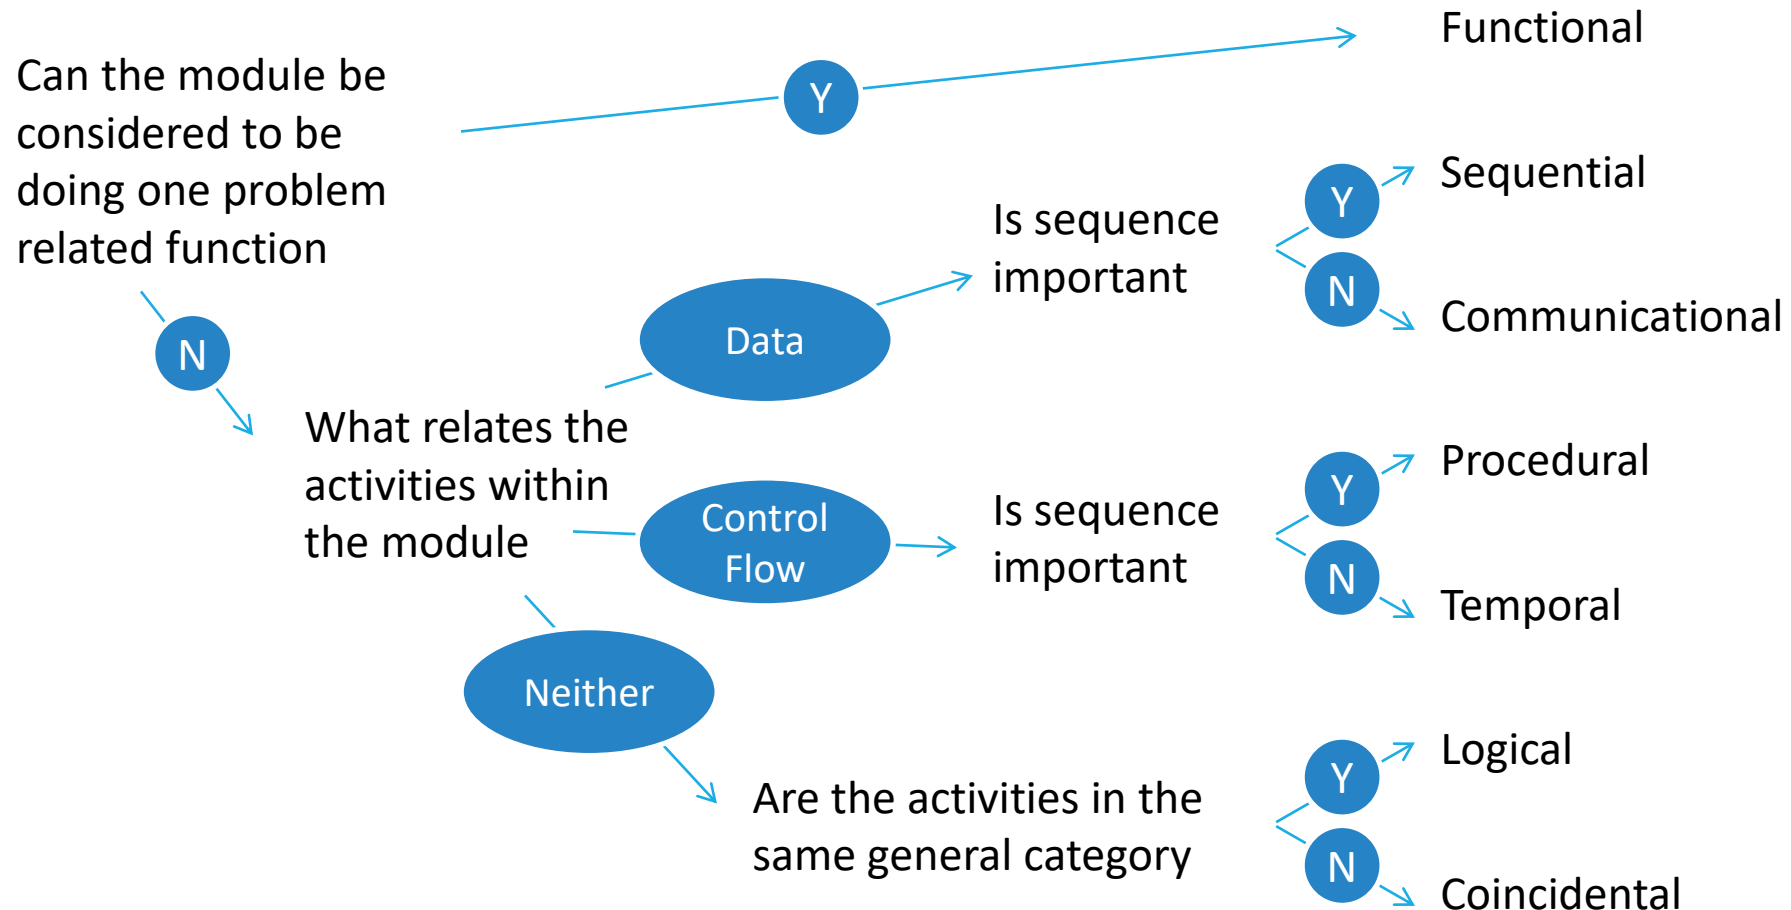 Can the module be
considered to be
doing one problem
related function
Y
Functional
N
What relates the
activities within
the module
Data
Is sequence
important
Y
Sequential
N
Communicational
Control
Flow
Is sequence
important
Y
Procedural
N
Temporal
Neither
Are the activities in the
same general category
Y
Logical
N
Coincidental